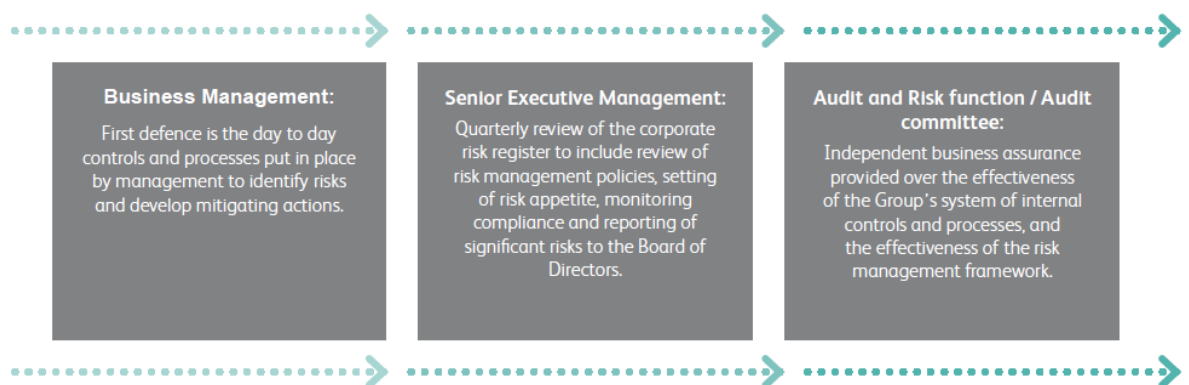 Business Management:
First defence is the day to day
controls and processes put in place
by management to identify risks
and develop mitigating actions.
Senior Executive Management:
Quarterly review of the corporate
risk register to include review of
risk management policies, setting
of risk appetite, monitoring
compliance and reporting of
significant risks to the Board of
Directors.
Audit and Risk function / Audit
committee:
Independent business assurance
provided over the effectiveness
of the Group's system of internal
controls and processes, and
the effectiveness of the risk
management framework.